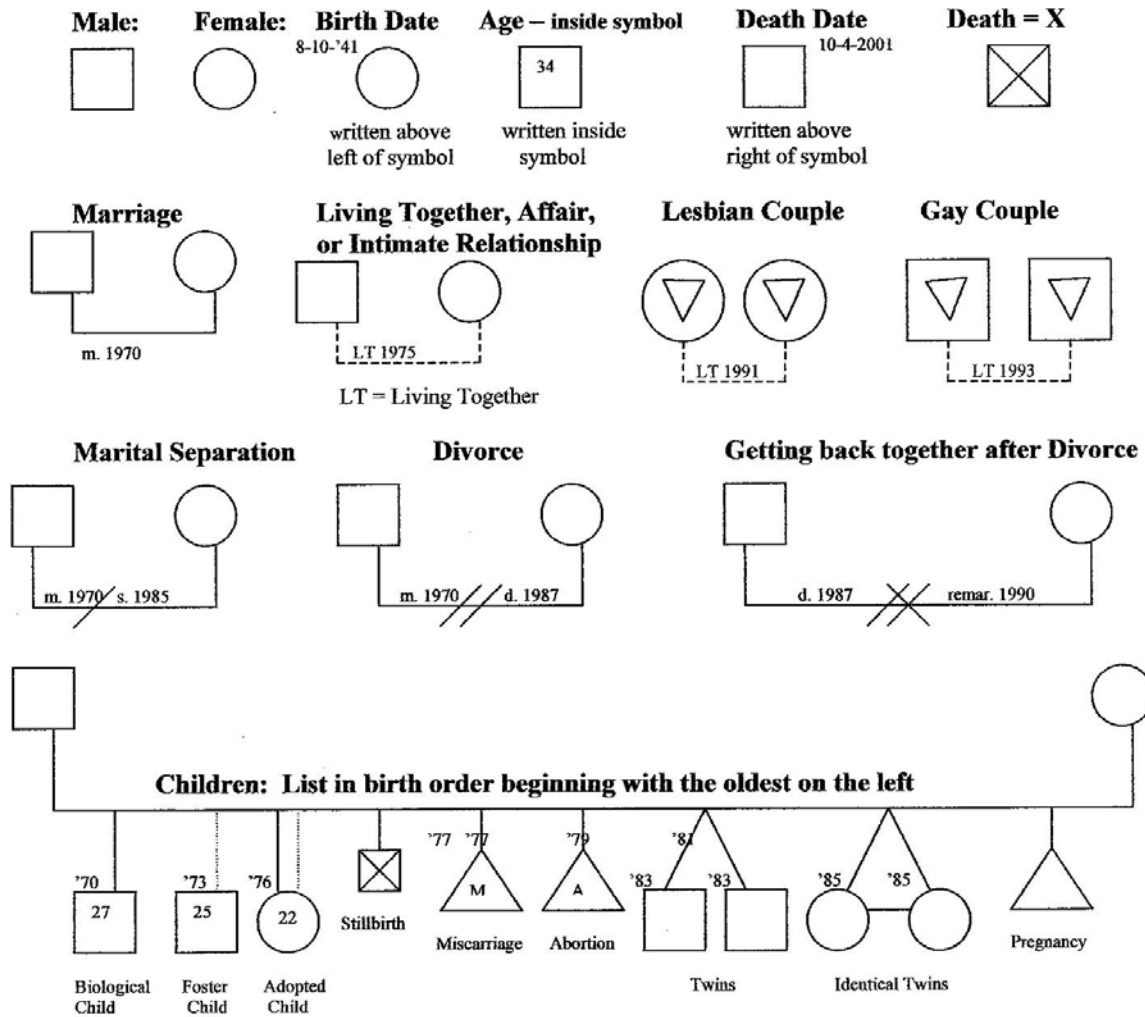 Male: Female: Birth Date Age – inside symbol Death Date Death = X
8-10-'41 10-4-2001
34
written above written inside written above
left of symbol symbol right of symbol
Marriage Living Together, Affair, Lesbian Couple Gay Couple
or Intimate Relationship
m. 1970 LT 1975 LT 1991 LT 1993
LT = Living Together
Marital Separation Divorce Getting back together after Divorce
m. 1970 s. 1985 m. 1970 d. 1987 d. 1987 remar. 1990
Children: List in birth order beginning with the oldest on the left
'77 '77 '79 '81
'70 '73 '76 '83 '83 '85 '85
27 25 22 M A
Stillbirth Miscarriage Abortion Pregnancy
Biological Foster Adopted Twins Identical Twins
Child Child Child